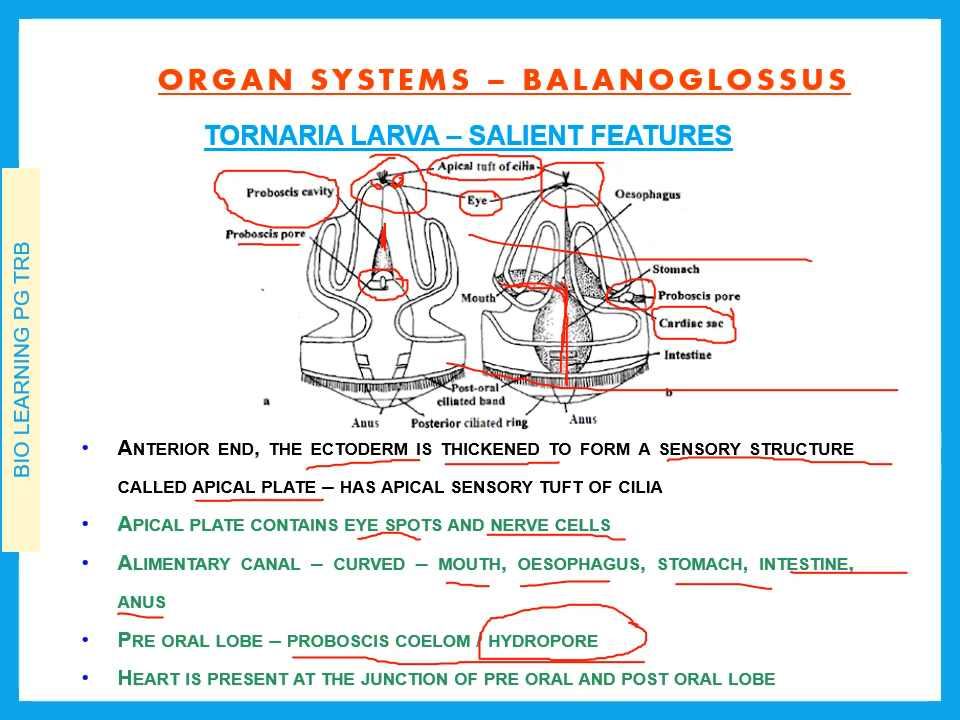 ORGAN SYSTEMS – BALANOGLOSSUS
TORNARIA LARVA – SALIENT FEATURES
BIO LEARNING PG TRB
Apical tuft of cilia
Proboscis cavity
Eye
Oesophagus
Proboscis pore
Stomach
Mouth
Proboscis pore
Cardiac sac
Intestine
Post-oral
ciliated band
a
b
Anus
Posterior ciliated ring
Anus
• ANTERIOR END, THE ECTODERM IS THICKENED TO FORM A SENSORY STRUCTURE
CALLED APICAL PLATE – HAS APICAL SENSORY TUFT OF CILIA
• APICAL PLATE CONTAINS EYE SPOTS AND NERVE CELLS
• ALIMENTARY CANAL – CURVED – MOUTH, OESOPHAGUS, STOMACH, INTESTINE,
ANUS
• PRE ORAL LOBE – PROBOSCIS COELOM / HYDROPORE
• HEART IS PRESENT AT THE JUNCTION OF PRE ORAL AND POST ORAL LOBE